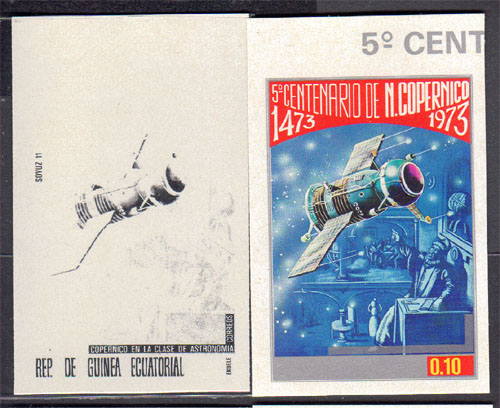 SOYUZ 11
CORREOS
COPERNICO EN LA CLASE DE ASTRONOMIA
REP. DE GUINEA ECUATORIAL
EKUELE
5º CENT
5º CENTENARIO DE N. COPERNICO
1473 1973
0.10